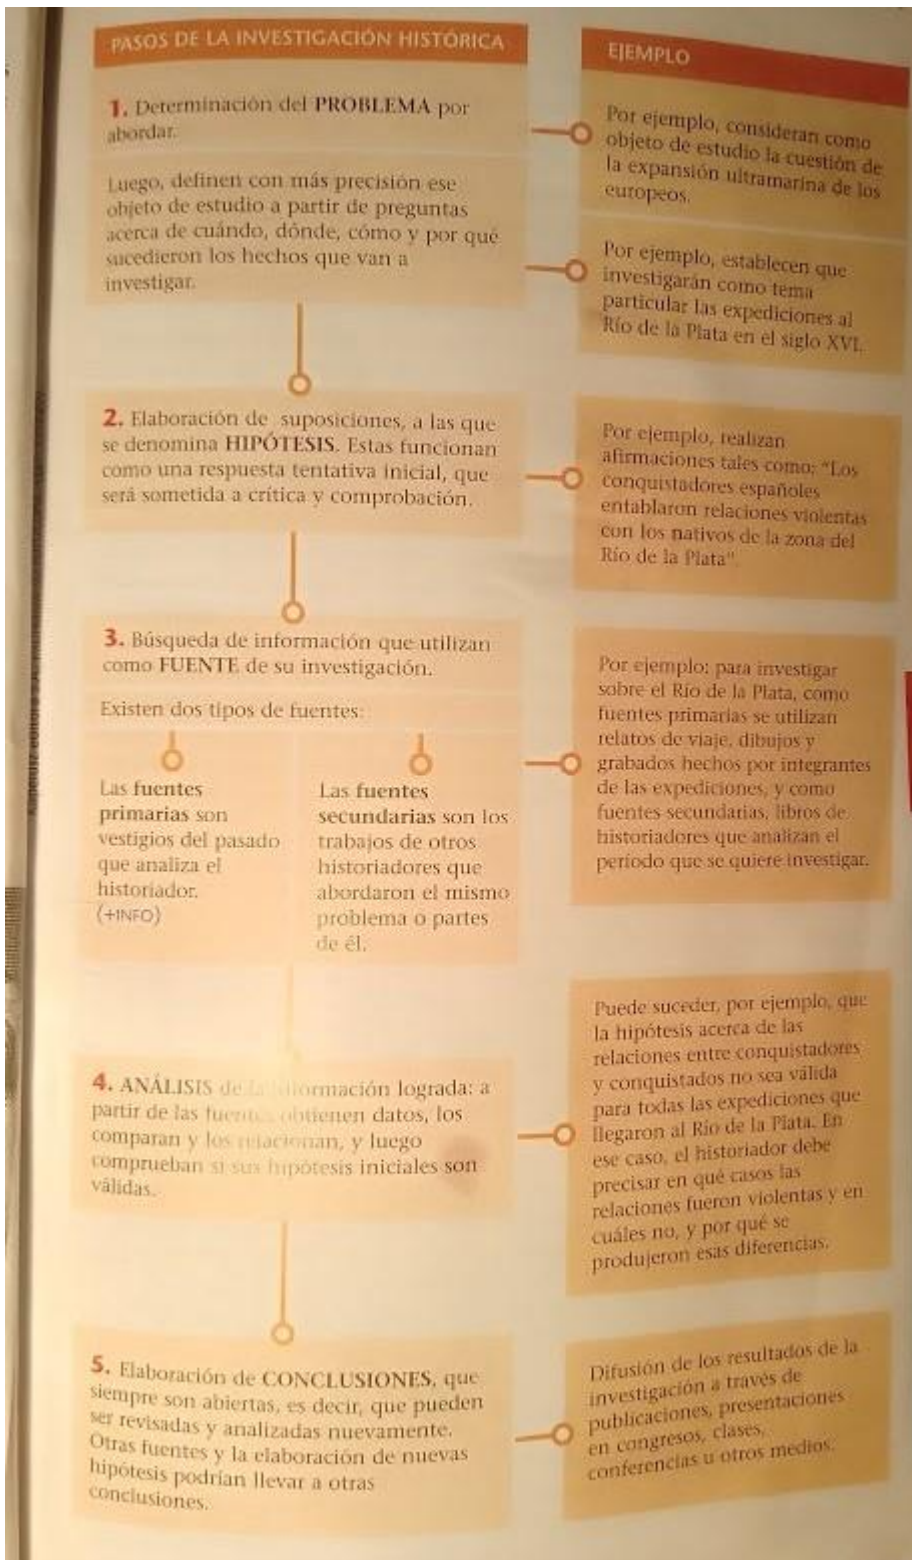 PASOS DE LA INVESTIGACIÓN HISTÓRICA
EJEMPLO
1. Determinación del PROBLEMA por
abordar.
Por ejemplo, consideran como
objeto de estudio la cuestión de
la expansión ultramarina de los
europeos.
Luego, definen con más precisión ese
objeto de estudio a partir de preguntas
acerca de cuándo, dónde, cómo y por qué
sucedieron los hechos que van a
investigar.
Por ejemplo, establecen que
investigarán como tema
particular las expediciones al
Río de la Plata en el siglo XVI.
2. Elaboración de suposiciones, a las que
se denomina HIPÓTESIS. Estas funcionan
como una respuesta tentativa inicial, que
será sometida a crítica y comprobación.
Por ejemplo, realizan
afirmaciones tales como: "Los
conquistadores españoles
entablaron relaciones violentas
con los nativos de la zona del
Río de la Plata".
3. Búsqueda de información que utilizan
como FUENTE de su investigación.
Existen dos tipos de fuentes:
Las fuentes
primarias son
vestigios del pasado
que analiza el
historiador.
(+INFO)
Las fuentes
secundarias son los
trabajos de otros
historiadores que
abordaron el mismo
problema o partes
de él.
Por ejemplo: para investigar
sobre el Río de la Plata, como
fuentes primarias se utilizan
relatos de viaje, dibujos y
grabados hechos por integrantes
de las expediciones, y como
fuentes secundarias, libros de
historiadores que analizan el
período que se quiere investigar.
4. ANÁLISIS de la información lograda: a
partir de las fuentes obtienen datos, los
comparan y los relacionan, y luego
comprueban si sus hipótesis iniciales son
válidas.
Puede suceder, por ejemplo, que
la hipótesis acerca de las
relaciones entre conquistadores
y conquistados no sea válida
para todas las expediciones que
llegaron al Río de la Plata. En
ese caso, el historiador debe
precisar en qué casos las
relaciones fueron violentas y en
cuáles no, y por qué se
produjeron esas diferencias.
5. Elaboración de CONCLUSIONES, que
siempre son abiertas, es decir, que pueden
ser revisadas y analizadas nuevamente.
Otras fuentes y la elaboración de nuevas
hipótesis podrían llevar a otras
conclusiones.
Difusión de los resultados de la
investigación a través de
publicaciones, presentaciones
en congresos, clases,
conferencias u otros medios.